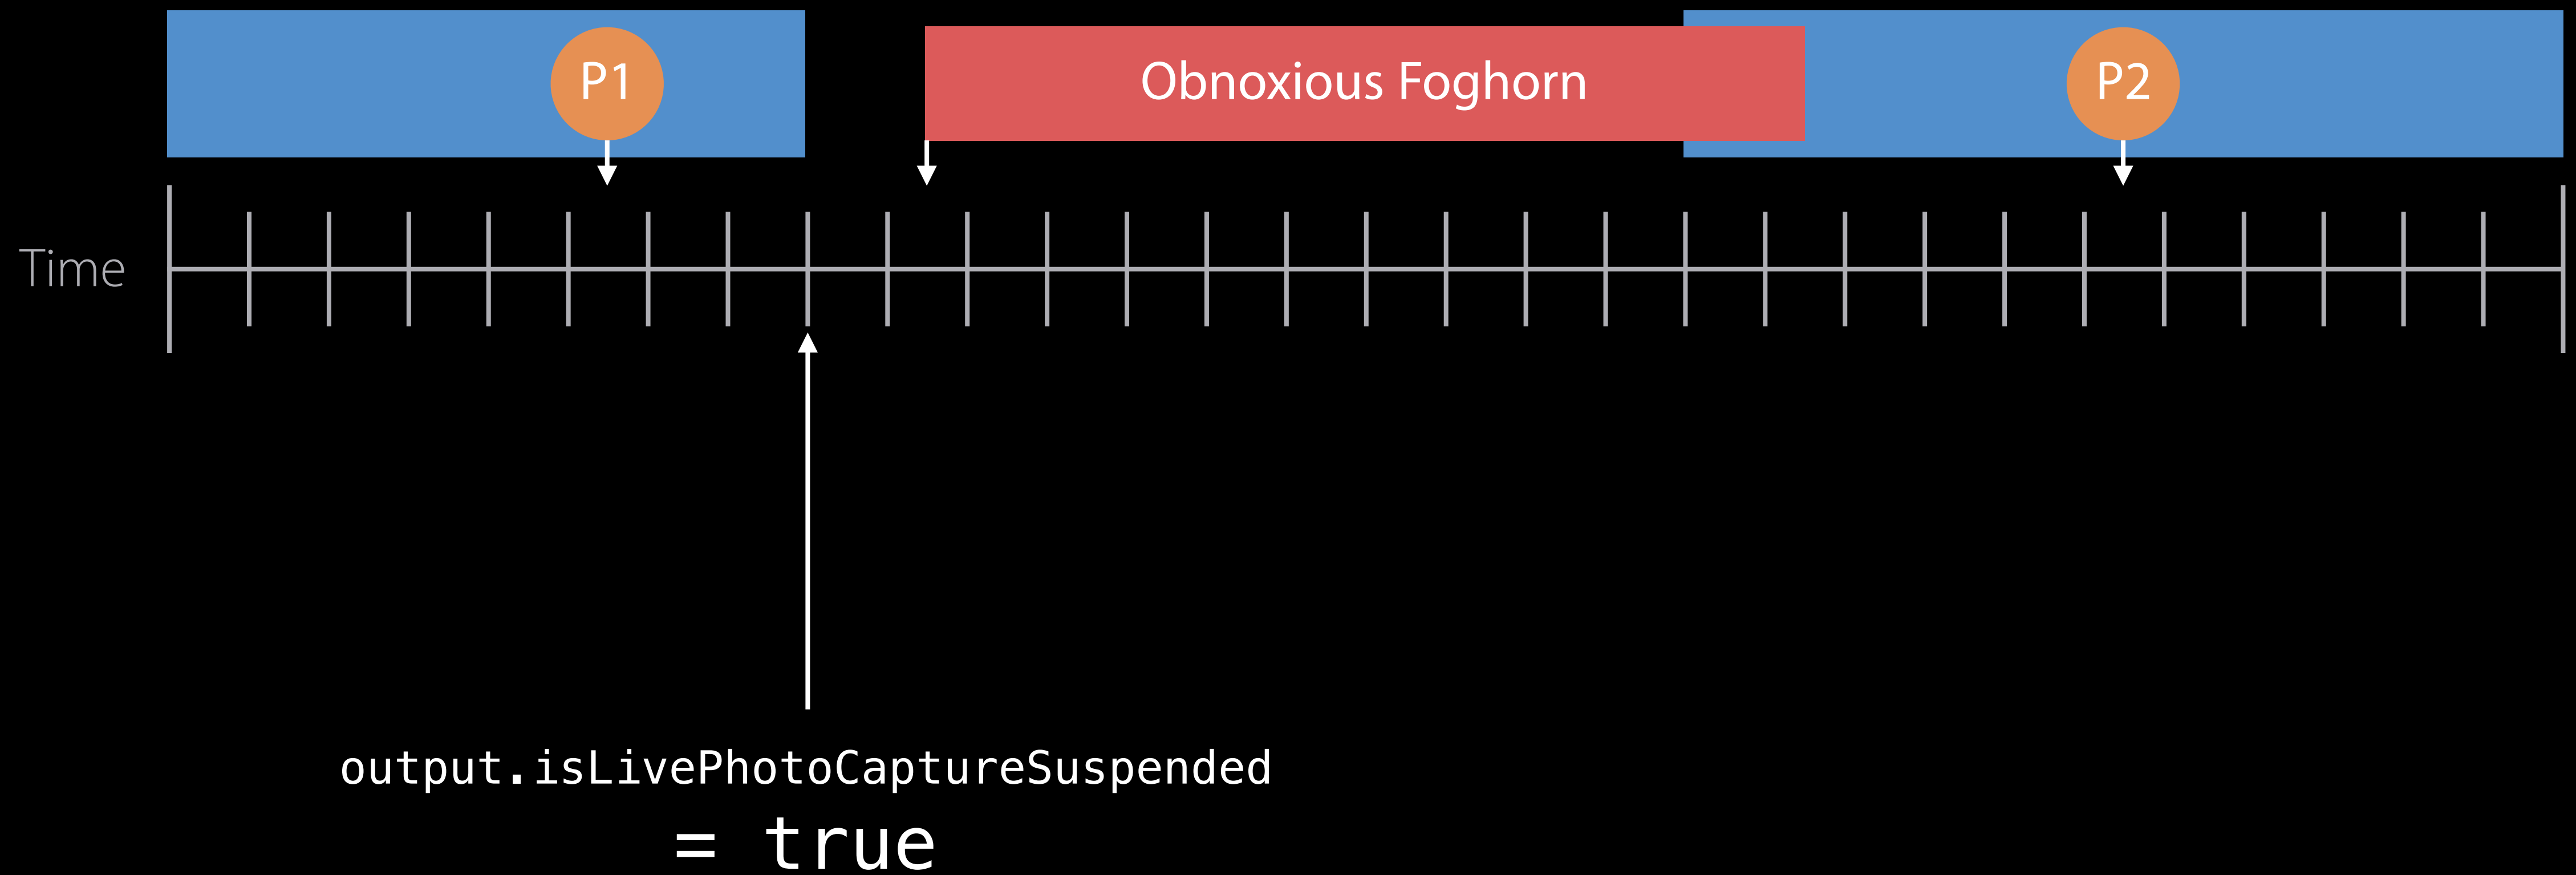 P1
Obnoxious Foghorn
P2
Time
output.isLivePhotoCaptureSuspended
= true